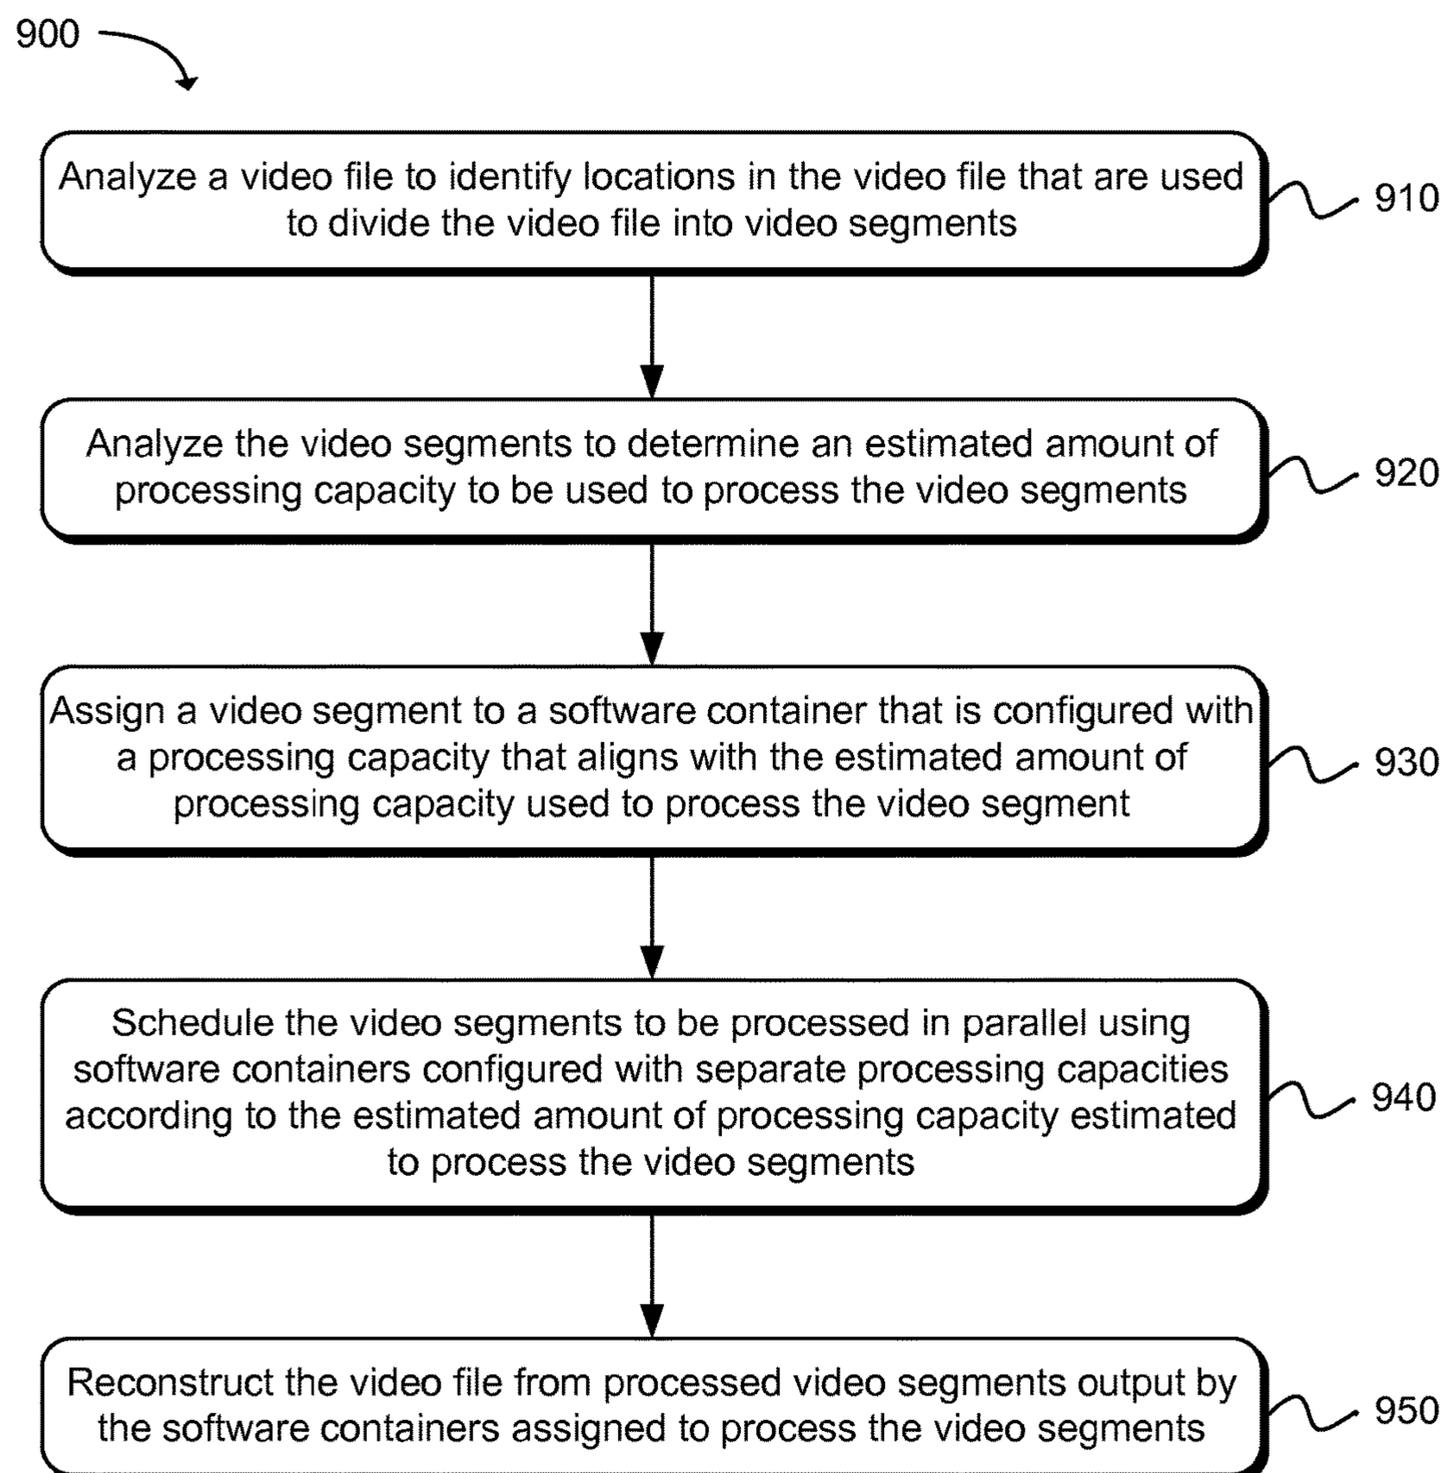 900
Analyze a video file to identify locations in the video file that are used
to divide the video file into video segments
910
Analyze the video segments to determine an estimated amount of
processing capacity to be used to process the video segments
920
Assign a video segment to a software container that is configured with
a processing capacity that aligns with the estimated amount of
processing capacity used to process the video segment
930
Schedule the video segments to be processed in parallel using
software containers configured with separate processing capacities
according to the estimated amount of processing capacity estimated
to process the video segments
940
Reconstruct the video file from processed video segments output by
the software containers assigned to process the video segments
950